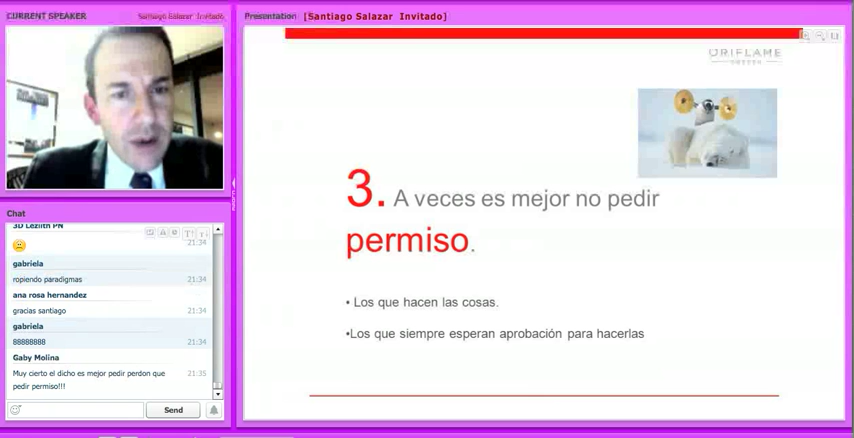 CURRENT SPEAKER
Santiago Salazar Invitado
Presentation [Santiago Salazar Invitado]
ORIFLAME
SWEDEN
3. A veces es mejor no pedir
permiso.
• Los que hacen las cosas.
•Los que siempre esperan aprobación para hacerlas
Chat
3D Lezlith PN
21:34
gabriela
ropiendo paradigmas 21:34
ana rosa hernandez
gracias santiago 21:34
gabriela
88888888 21:34
Gaby Molina
Muy cierto el dicho es mejor pedir perdon que 21:35
pedir permiso!!!
Send